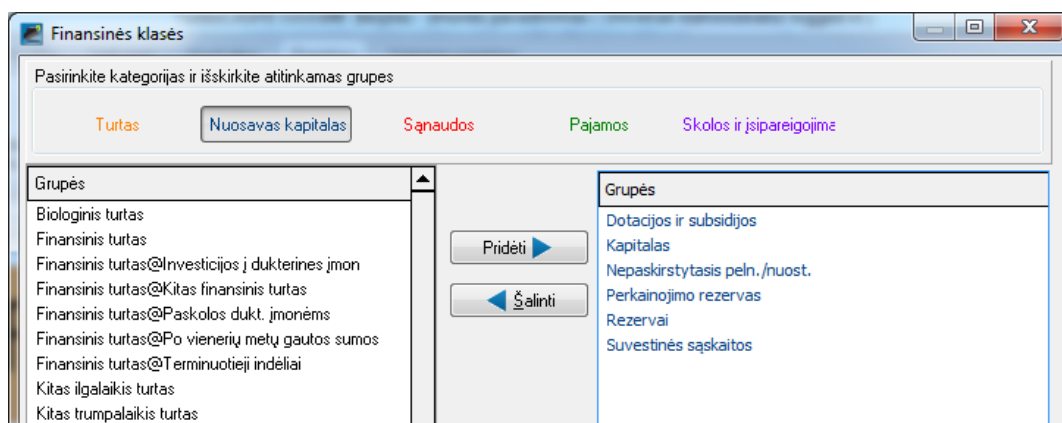 Finansinės klasės
Pasirinkite kategorijas ir išskirkite atitinkamas grupes
Turtas Nuosavas kapitalas Sąnaudos Pajamos Skolos ir įsipareigojima
Grupės
Biologinis turtas
Finansinis turtas
Finansinis turtas@Investicijos į dukterines įmon
Finansinis turtas@Kitas finansinis turtas
Finansinis turtas@Paskolos dukt. įmonėms
Finansinis turtas@Po vienerių metų gautos sumos
Finansinis turtas@Terminuotieji indėliai
Kitas ilgalaikis turtas
Kitas trumpalaikis turtas
Pridėti
Šalinti
Grupės
Dotacijos ir subsidijos
Kapitalas
Nepaskirstytasis peln./nuost.
Perkainojimo rezervas
Rezervai
Suvestinės sąskaitos